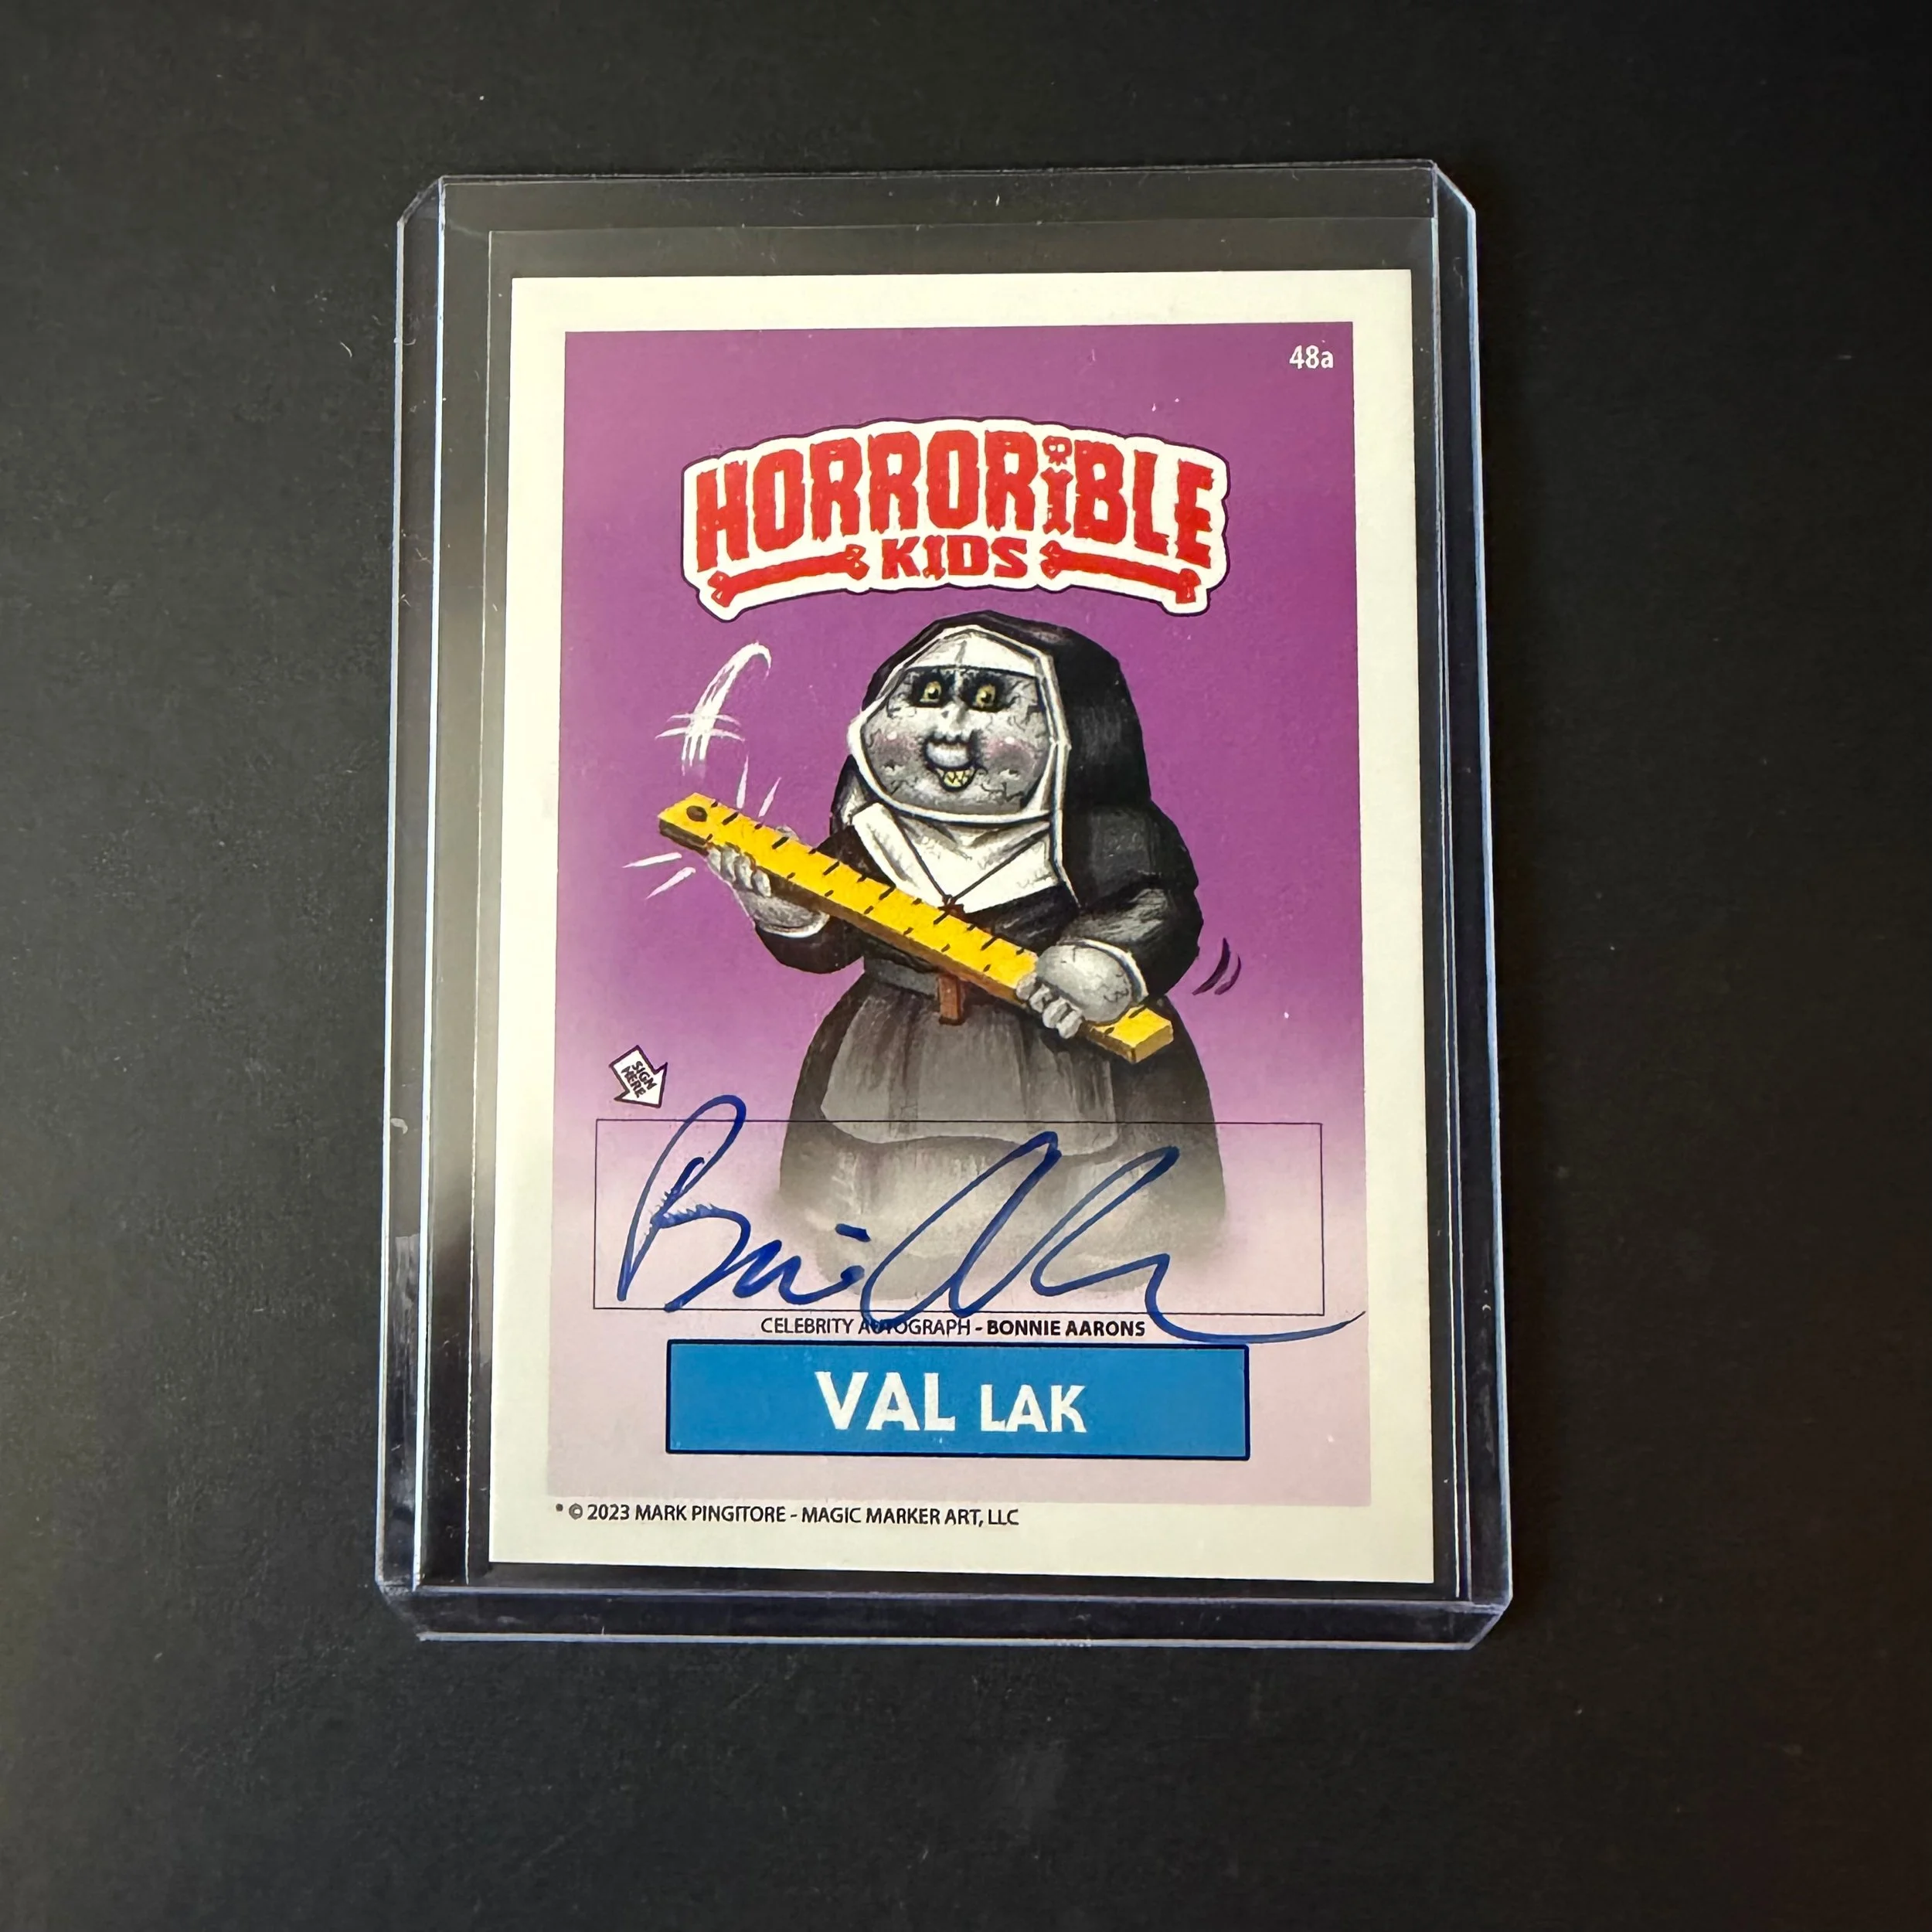 48a
HORRORiBLE
KIDS
SIGN
HERE
CELEBRITY AUTOGRAPH - BONNIE AARONS
VAL LAK
* © 2023 MARK PINGITORE - MAGIC MARKER ART, LLC